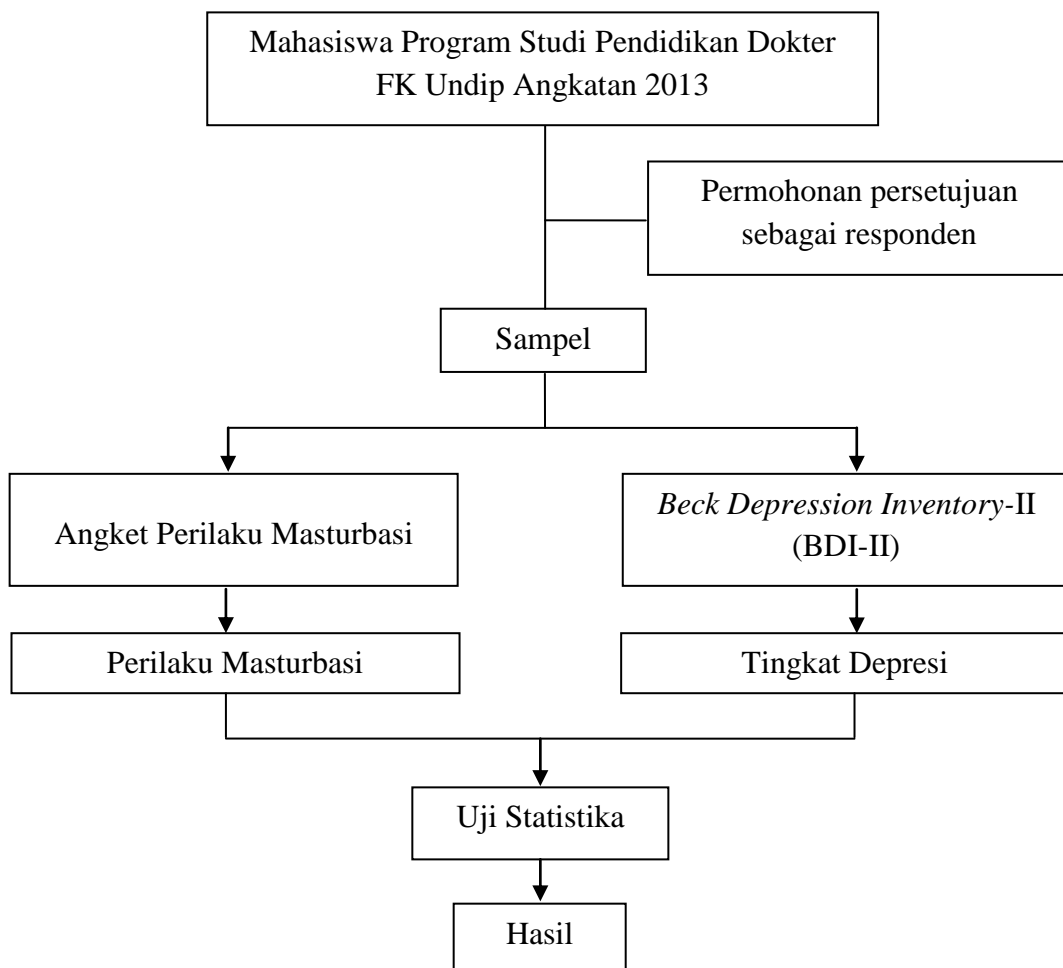 Mahasiswa Program Studi Pendidikan Dokter
FK Undip Angkatan 2013
Permohonan persetujuan
sebagai responden
Sampel
Angket Perilaku Masturbasi
Beck Depression Inventory-II
(BDI-II)
Perilaku Masturbasi
Tingkat Depresi
Uji Statistika
Hasil